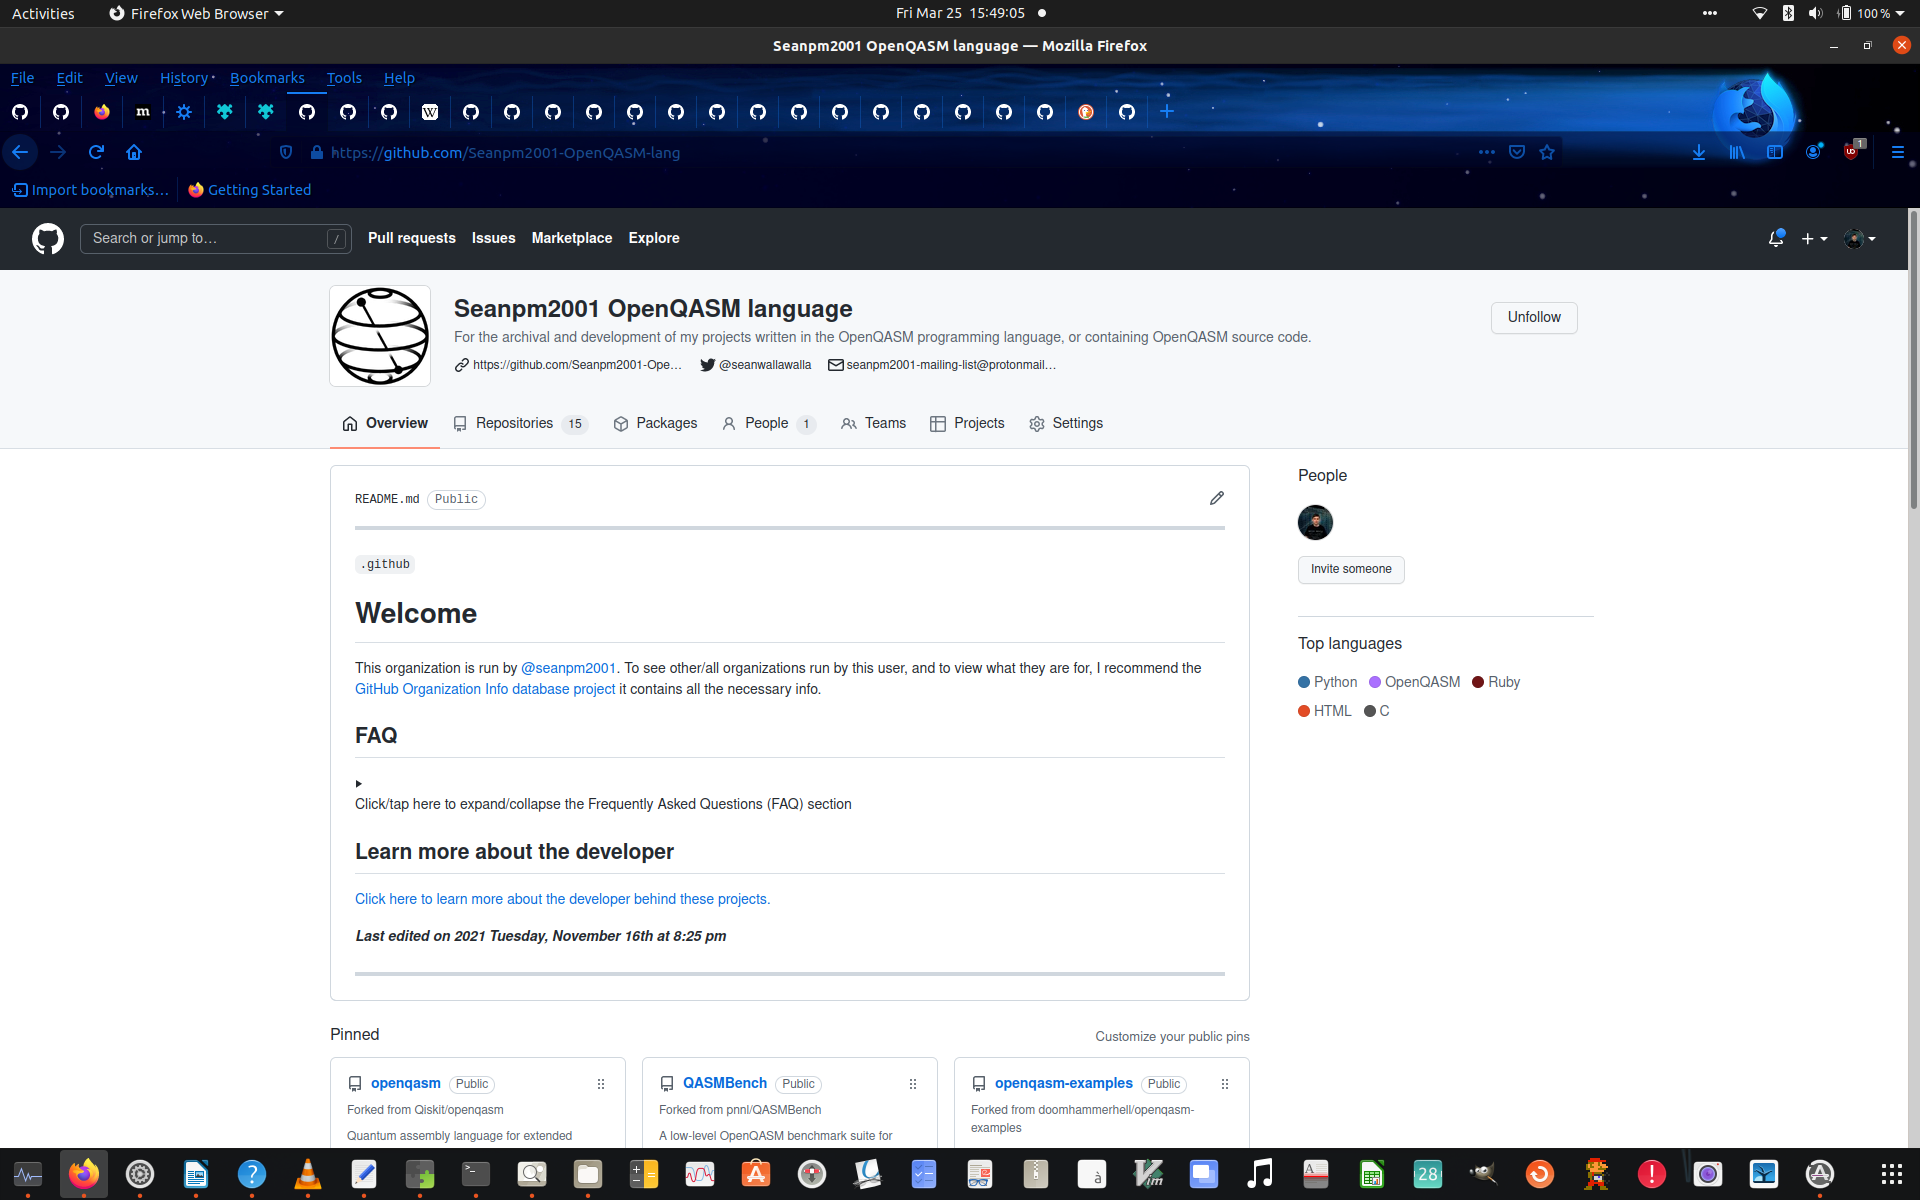 Activities
Firefox Web Browser
Fri Mar 25 15:49:05
100 %
Seanpm2001 OpenQASM language — Mozilla Firefox
File Edit View History Bookmarks Tools Help
https://github.com/Seanpm2001-OpenQASM-lang
1
Import bookmarks…
Getting Started
Search or jump to…
/
Pull requests
Issues
Marketplace
Explore
Seanpm2001 OpenQASM language
For the archival and development of my projects written in the OpenQASM programming language, or containing OpenQASM source code.
https://github.com/Seanpm2001-Ope…
@seanwallawalla
seanpm2001-mailing-list@protonmail…
Unfollow
Overview
Repositories 15
Packages
People 1
Teams
Projects
Settings
README.md Public
.github
Welcome
This organization is run by @seanpm2001. To see other/all organizations run by this user, and to view what they are for, I recommend the
GitHub Organization Info database project it contains all the necessary info.
FAQ
Click/tap here to expand/collapse the Frequently Asked Questions (FAQ) section
Learn more about the developer
Click here to learn more about the developer behind these projects.
Last edited on 2021 Tuesday, November 16th at 8:25 pm
People
Invite someone
Top languages
Python OpenQASM Ruby
HTML C
Pinned
Customize your public pins
openqasm Public
Forked from Qiskit/openqasm
Quantum assembly language for extended
QASMBench Public
Forked from pnnl/QASMBench
A low-level OpenQASM benchmark suite for
openqasm-examples Public
Forked from doomhammerhell/openqasm-
examples
28